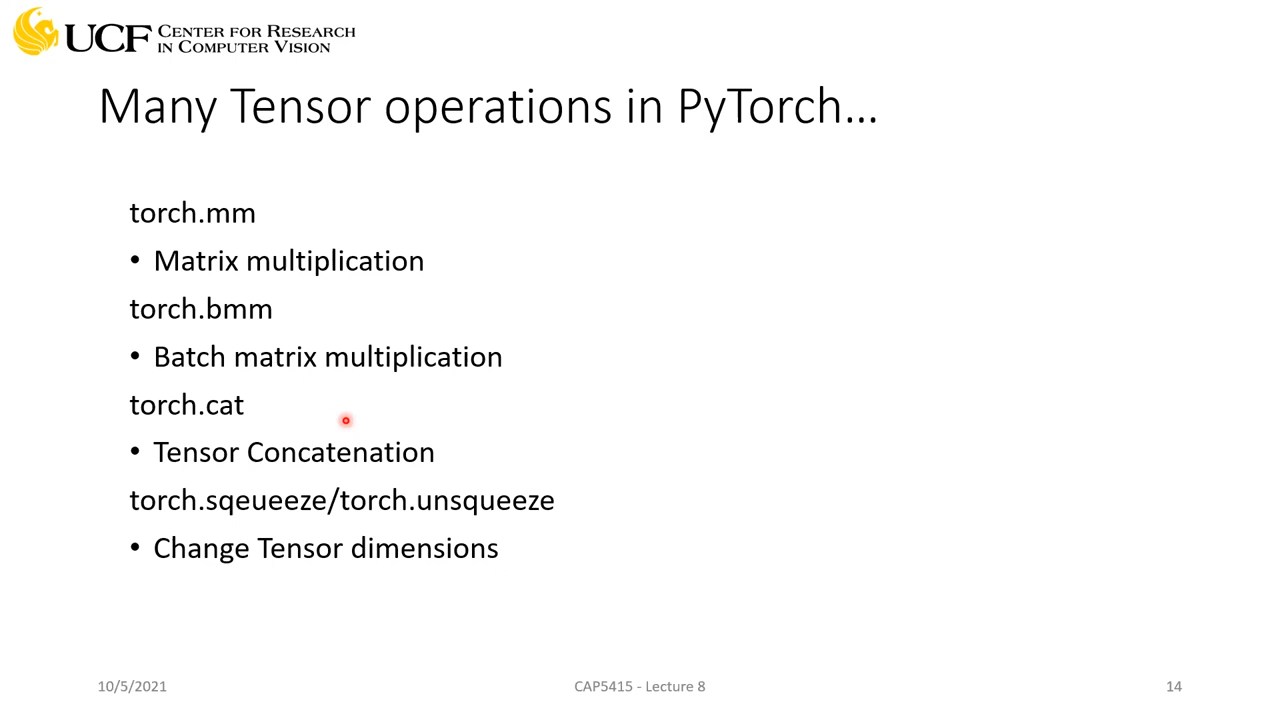 UCF CENTER FOR RESEARCH
IN COMPUTER VISION
Many Tensor operations in PyTorch…
torch.mm
• Matrix multiplication
torch.bmm
• Batch matrix multiplication
torch.cat
• Tensor Concatenation
torch.sqeueeze/torch.unsqueeze
• Change Tensor dimensions
10/5/2021
CAP5415 - Lecture 8
14